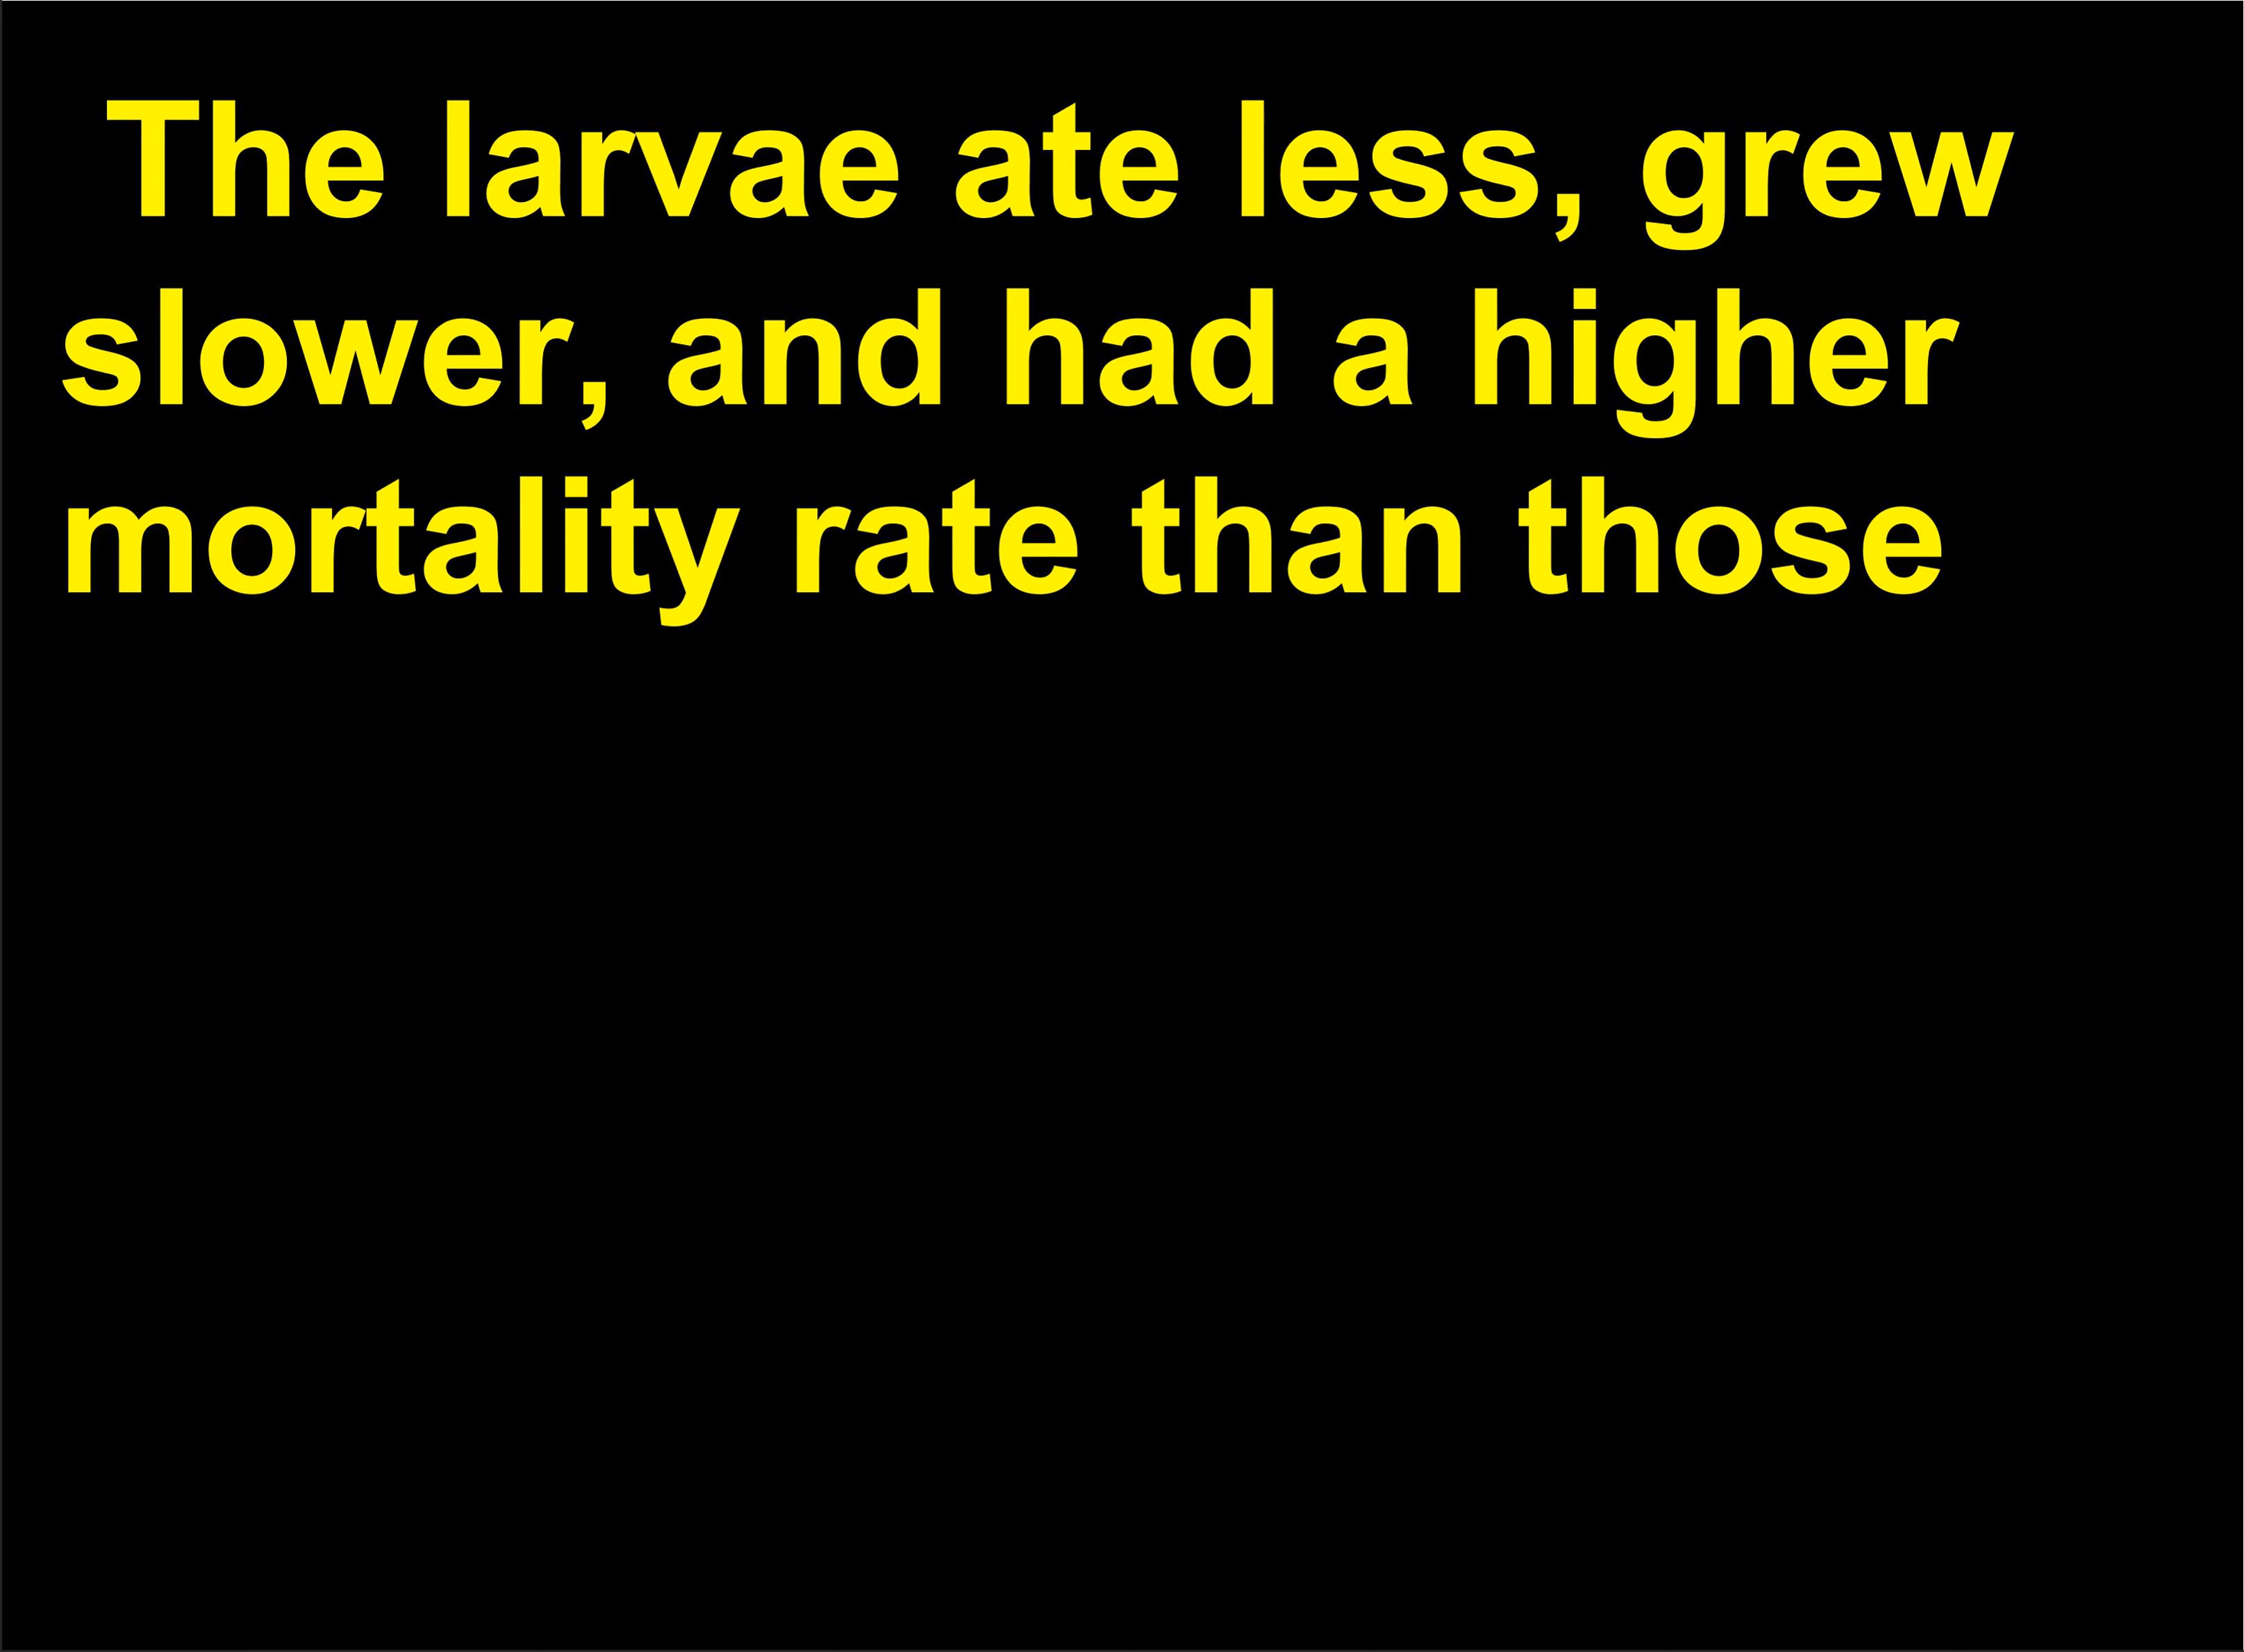 The larvae ate less, grew
slower, and had a higher
mortality rate than those